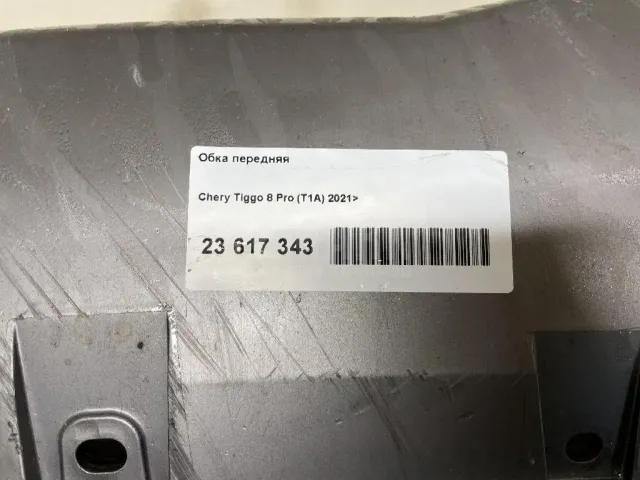 Обка передняя
Chery Tiggo 8 Pro (T1A) 2021>
23 617 343